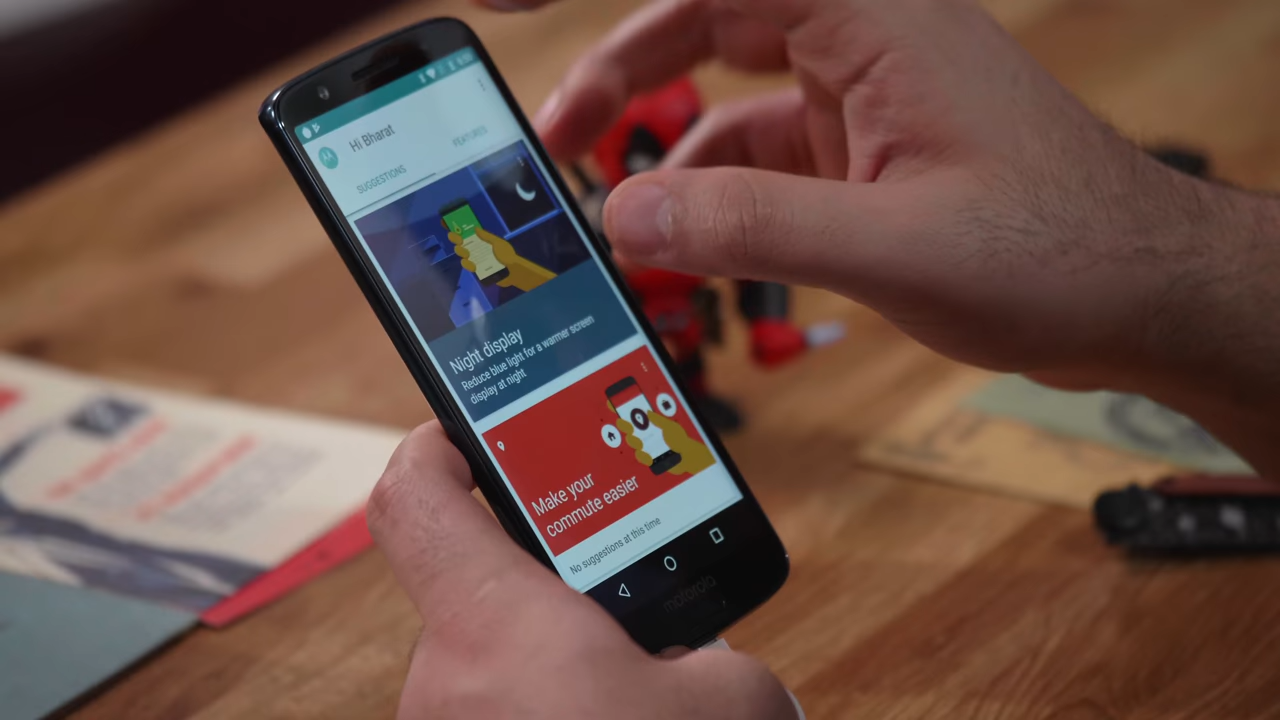 Hi Bharat
SUGGESTIONS
FEATURES
Night display
Reduce blue light for a warmer screen
display at night
Make your
commute easier
No suggestions at this time
motorola